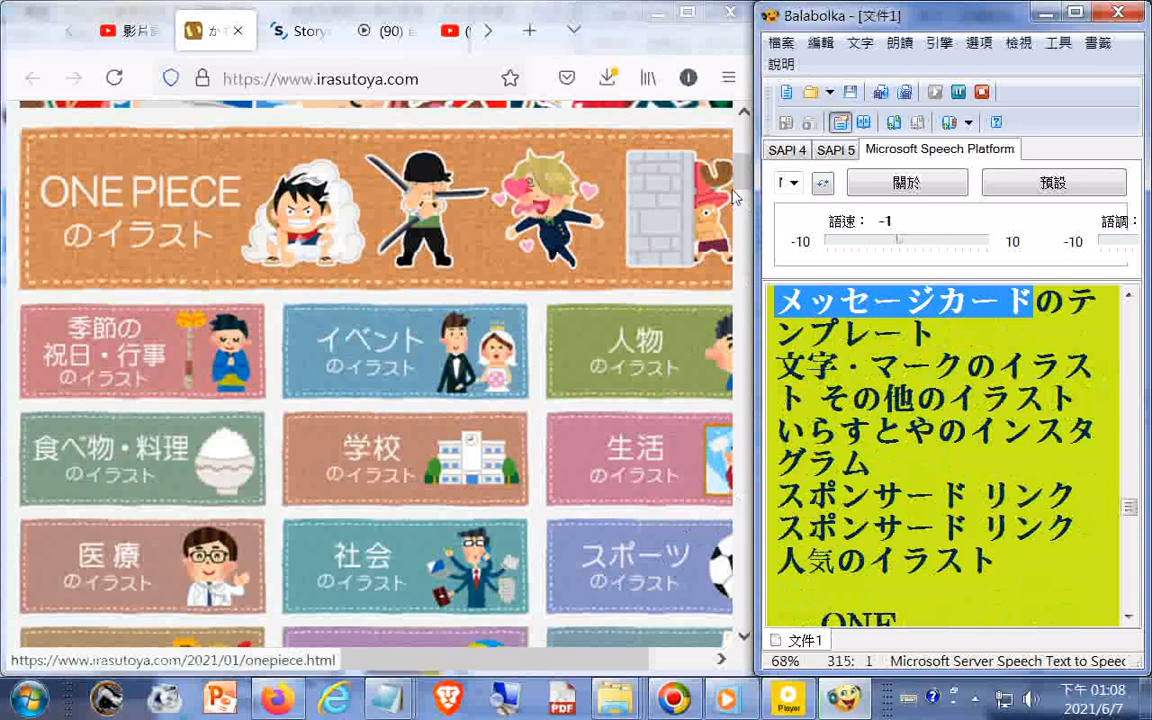 影片
か
Story
(90)
https://www.irasutoya.com
ONE PIECE
のイラスト
季節の
祝日・行事
のイラスト
イベント
のイラスト
人物
のイラスト
食べ物・料理
のイラスト
学校
のイラスト
生活
のイラスト
医療
のイラスト
社会
のイラスト
スポーツ
のイラスト
https://www.irasutoya.com/2021/01/onepiece.html
Balabolka - [文件1]
檔案 編輯 文字 朗讀 引擎 選項 檢視 工具 書籤
說明
SAPI 4 SAPI 5 Microsoft Speech Platform
關於 預設
語速： -1 語調：
-10 10 -10
メッセージカードのテ
ンプレート
文字・マークのイラス
ト その他のイラスト
いらすとやのインスタ
グラム
スポンサード リンク
スポンサード リンク
人気のイラスト
ONE
文件1
68% 315: 1 Microsoft Server Speech Text to Speec
PDF
Player
下午 01:08
2021/6/7